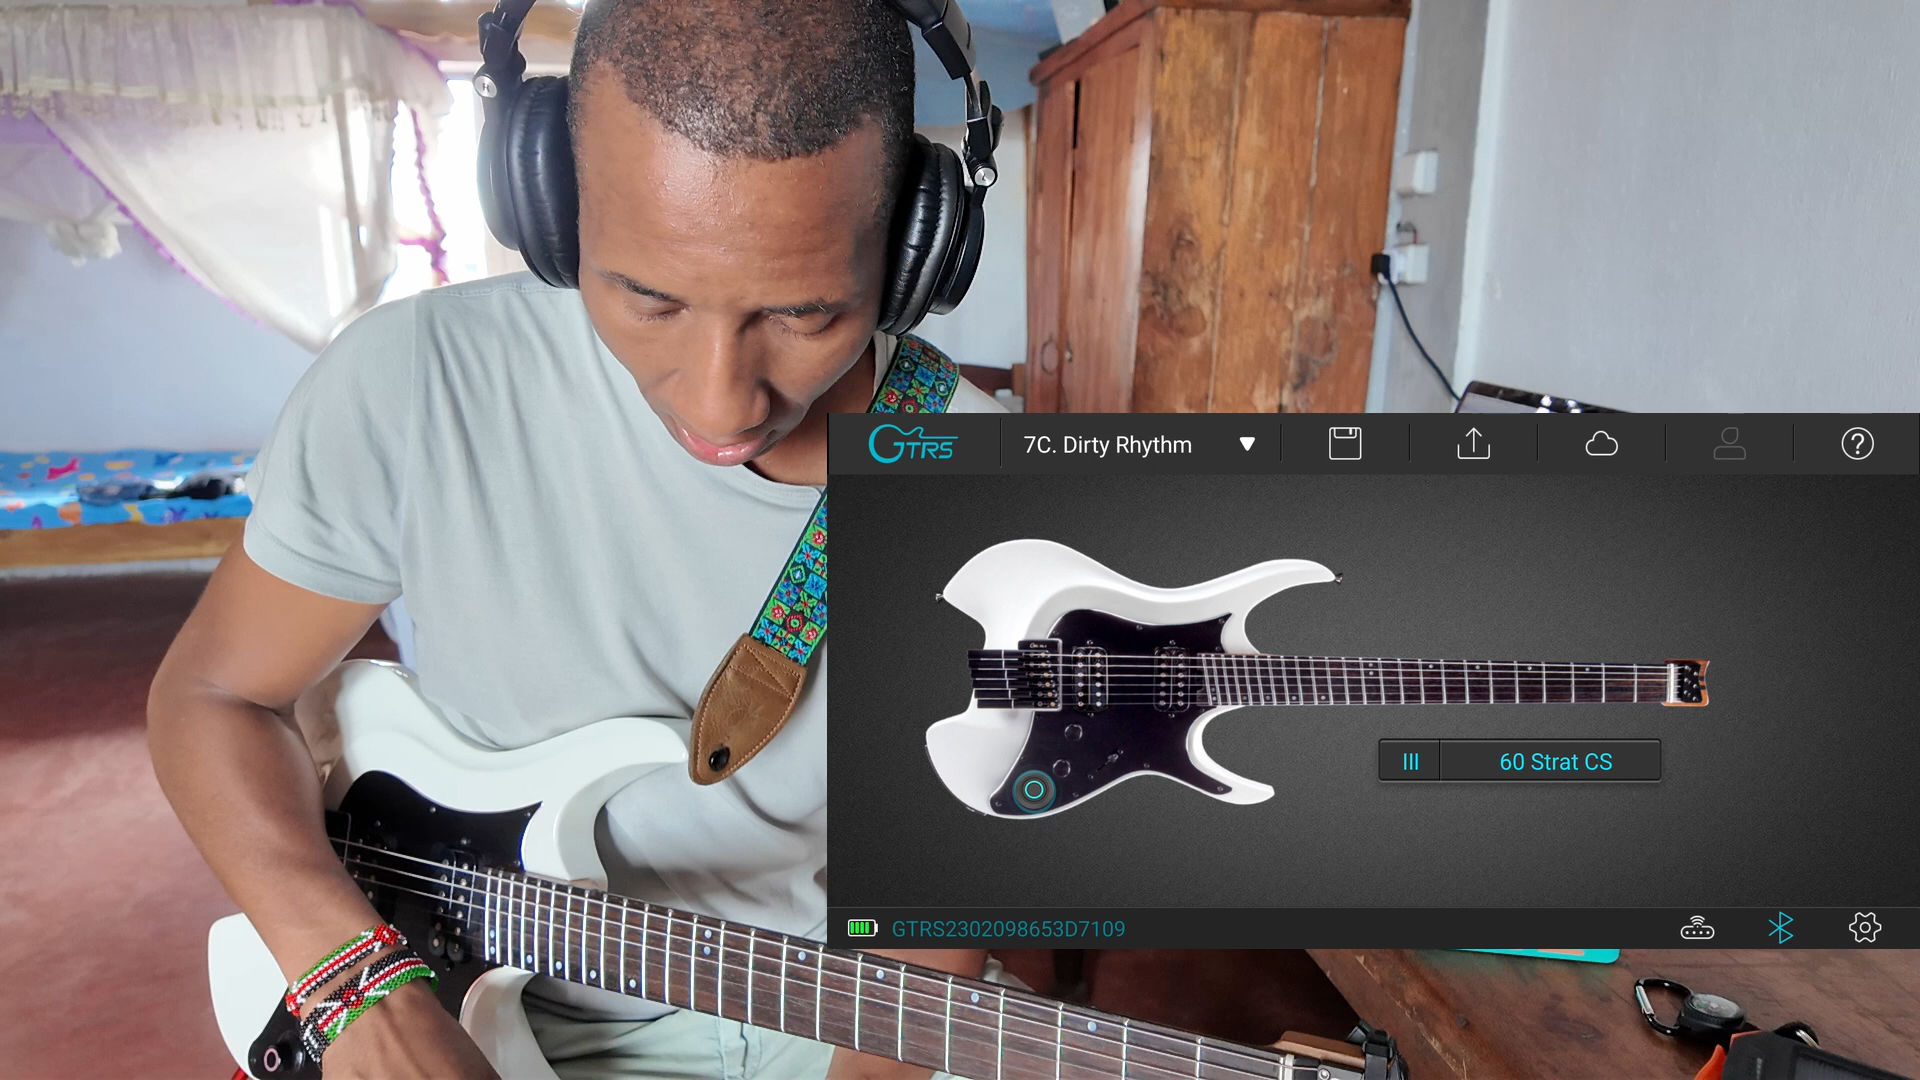 GTRS
7C. Dirty Rhythm
III
60 Strat CS
GTRS2302098653D7109